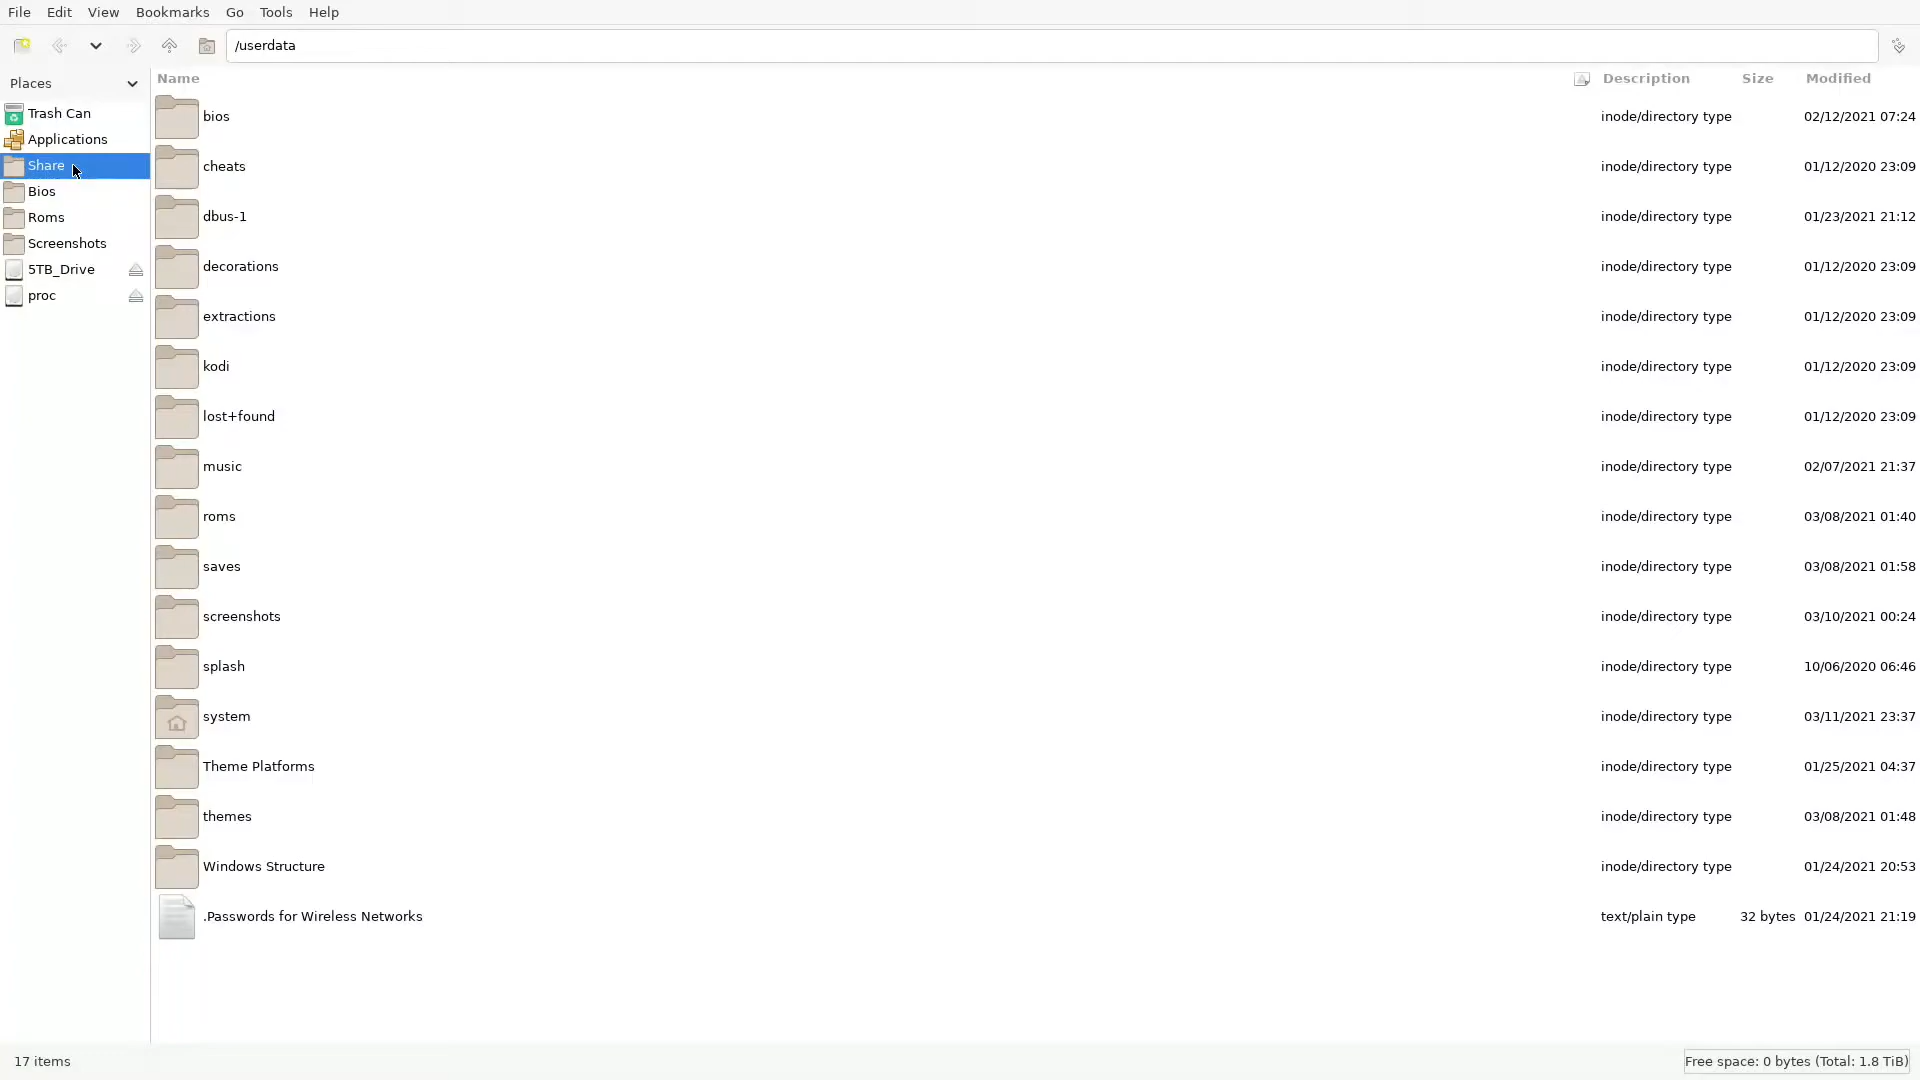 File Edit View Bookmarks Go Tools Help
/userdata
Places
Trash Can
Applications
Share
Bios
Roms
Screenshots
5TB_Drive
proc
Name Description Size Modified
bios inode/directory type 02/12/2021 07:24
cheats inode/directory type 01/12/2020 23:09
dbus-1 inode/directory type 01/23/2021 21:12
decorations inode/directory type 01/12/2020 23:09
extractions inode/directory type 01/12/2020 23:09
kodi inode/directory type 01/12/2020 23:09
lost+found inode/directory type 01/12/2020 23:09
music inode/directory type 02/07/2021 21:37
roms inode/directory type 03/08/2021 01:40
saves inode/directory type 03/08/2021 01:58
screenshots inode/directory type 03/10/2021 00:24
splash inode/directory type 10/06/2020 06:46
system inode/directory type 03/11/2021 23:37
Theme Platforms inode/directory type 01/25/2021 04:37
themes inode/directory type 03/08/2021 01:48
Windows Structure inode/directory type 01/24/2021 20:53
.Passwords for Wireless Networks text/plain type 32 bytes 01/24/2021 21:19
17 items Free space: 0 bytes (Total: 1.8 TiB)